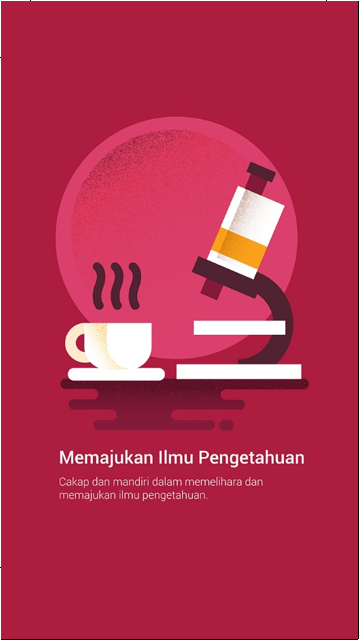 Memajukan Ilmu Pengetahuan
Cakap dan mandiri dalam memelihara dan
memajukan ilmu pengetahuan.